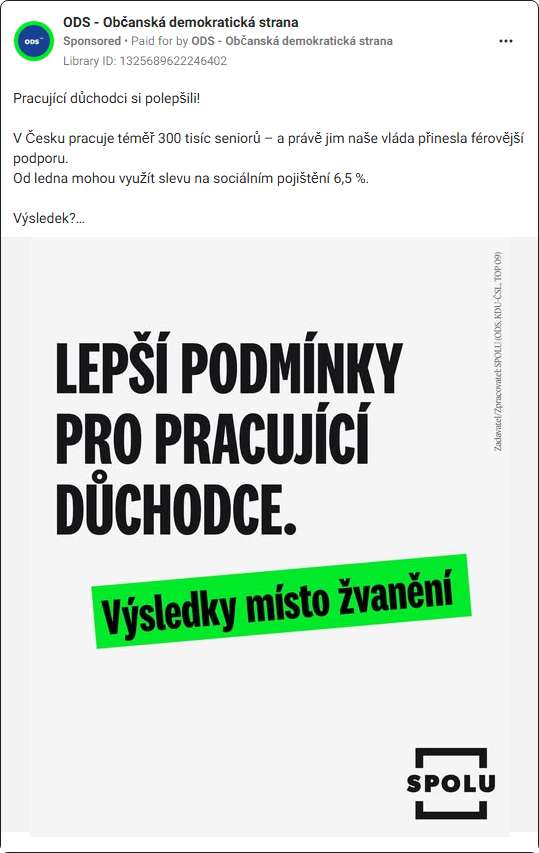 ODS - Občanská demokratická strana
Sponsored • Paid for by ODS - Občanská demokratická strana
Library ID: 1325689622246402
Pracující důchodci si polepšili!
V Česku pracuje téměř 300 tisíc seniorů – a právě jim naše vláda přinesla férovější
podporu.
Od ledna mohou využít slevu na sociálním pojištění 6,5 %.
Výsledek?...
Zadavatel/Zpracovatel: SPOLU (ODS, KDU-ČSL, TOP 09)
LEPŠÍ PODMÍNKY
PRO PRACUJÍCÍ
DŮCHODCE.
Výsledky místo žvanění
SPOLU
ODS